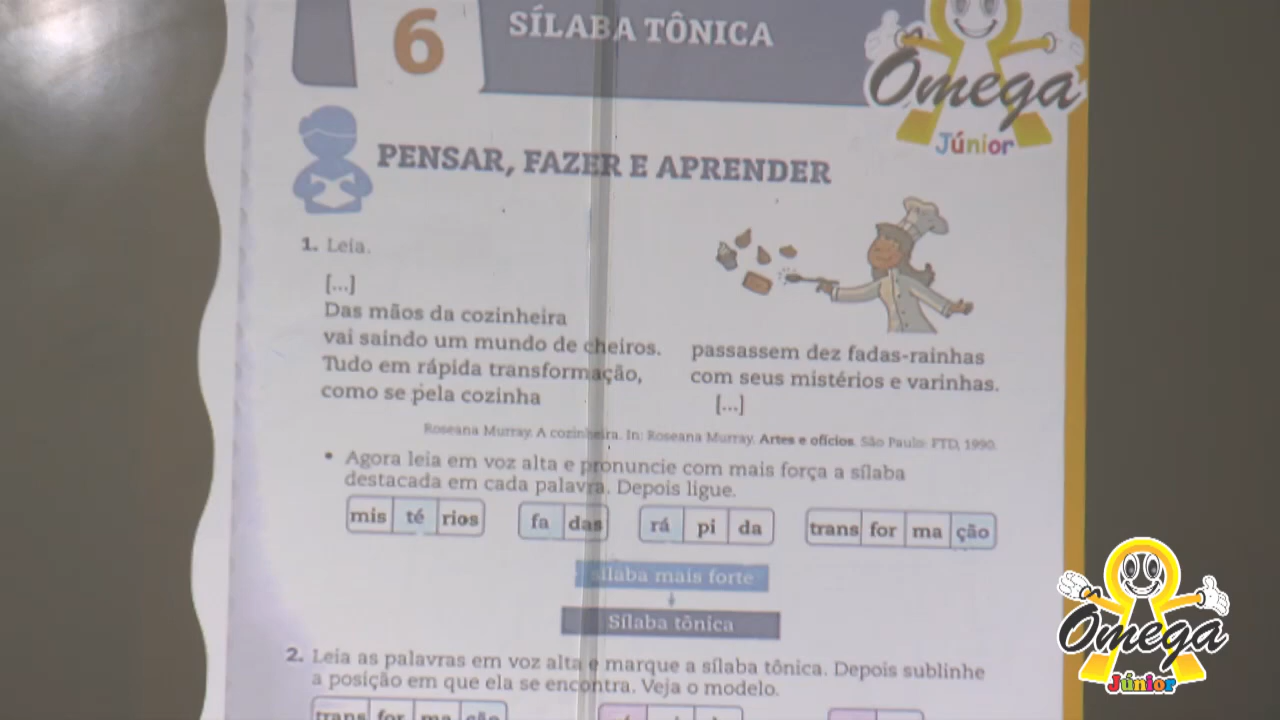 6
SÍLABA TÔNICA
Ômega
Júnior
PENSAR, FAZER E APRENDER
1. Leia.
[...]
Das mãos da cozinheira
vai saindo um mundo de cheiros.
Tudo em rápida transformação,
como se pela cozinha
passassem dez fadas-rainhas
com seus mistérios e varinhas.
[...]
Roseana Murray. A cozinheira. In: Roseana Murray. Artes e ofícios. São Paulo: FTD, 1990.
• Agora leia em voz alta e pronuncie com mais força a sílaba
destacada em cada palavra. Depois ligue.
mis té rios fa das rá pi da trans for ma ção
sílaba mais forte
Sílaba tônica
2. Leia as palavras em voz alta e marque a sílaba tônica. Depois sublinhe
a posição em que ela se encontra. Veja o modelo.
trans for ma ção
Ômega
Júnior